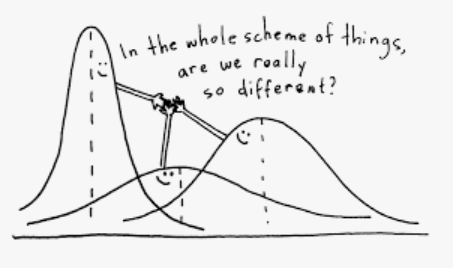 In the whole scheme of things,
are we really
so different?